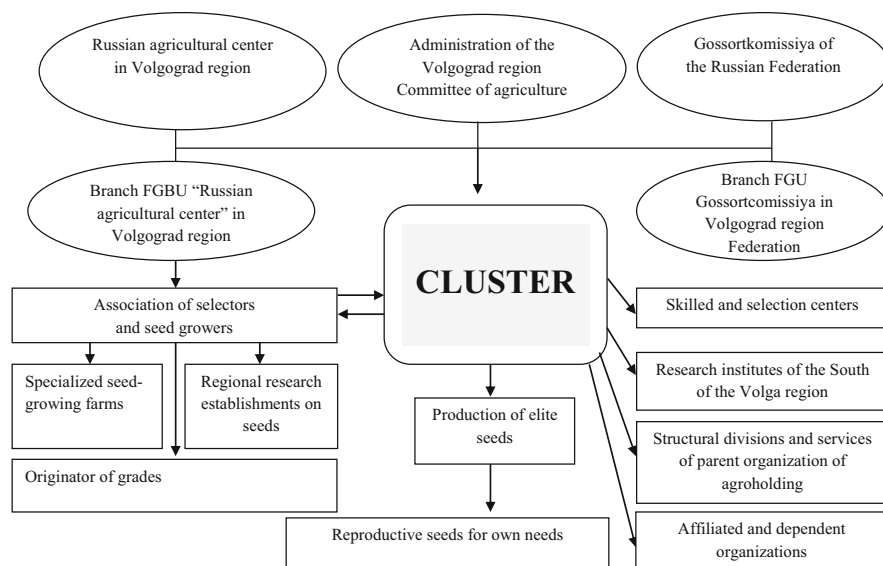 Russian agricultural center
in Volgograd region
Administration of the
Volgograd region
Committee of agriculture
Gossortkomissiya of
the Russian Federation
Branch FGBU “Russian
agricultural center” in
Volgograd region
Branch FGU
Gossortcomissiya in
Volgograd region
Federation
CLUSTER
Association of selectors
and seed growers
Skilled and selection centers
Specialized seed-
growing farms
Regional research
establishments on
seeds
Research institutes of the South
of the Volga region
Production of elite
seeds
Structural divisions and services
of parent organization of
agroholding
Originator of grades
Reproductive seeds for own needs
Affiliated and dependent
organizations